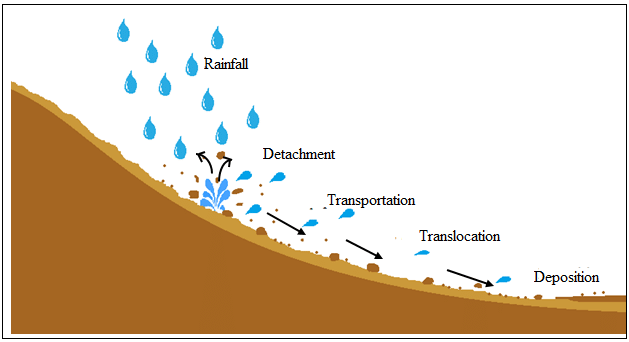 Rainfall
Detachment
Transportation
Translocation
Deposition